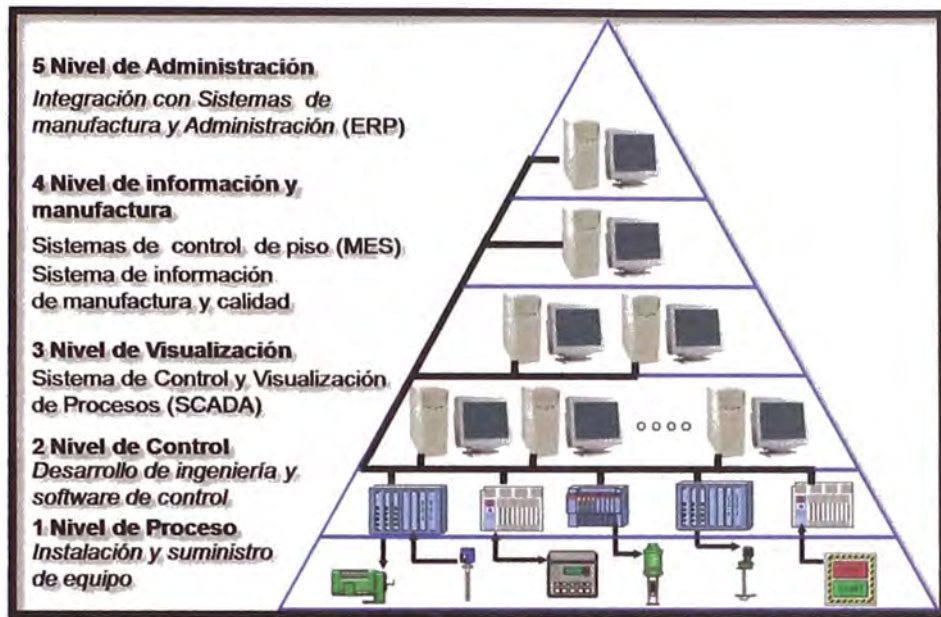 5 Nivel de Administración
Integración con Sistemas de
manufactura y Administración (ERP)
4 Nivel de información y
manufactura
Sistemas de control de piso (MES)
Sistema de información
de manufactura y calidad
3 Nivel de Visualización
Sistema de Control y Visualización
de Procesos (SCADA)
2 Nivel de Control
Desarrollo de ingeniería y
software de control
1 Nivel de Proceso
Instalación y suministro
de equipo